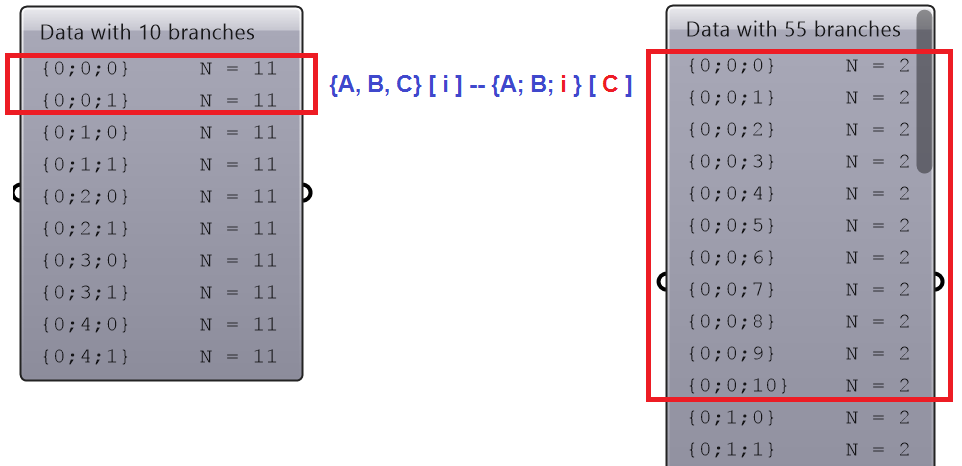 Data with 10 branches
{0;0;0} N = 11
{0;0;1} N = 11
{0;1;0} N = 11
{0;1;1} N = 11
{0;2;0} N = 11
{0;2;1} N = 11
{0;3;0} N = 11
{0;3;1} N = 11
{0;4;0} N = 11
{0;4;1} N = 11
{A, B, C} [ i ] -- {A; B; i } [ C ]
Data with 55 branches
{0;0;0} N = 2
{0;0;1} N = 2
{0;0;2} N = 2
{0;0;3} N = 2
{0;0;4} N = 2
{0;0;5} N = 2
{0;0;6} N = 2
{0;0;7} N = 2
{0;0;8} N = 2
{0;0;9} N = 2
{0;0;10} N = 2
{0;1;0} N = 2
{0;1;1} N = 2